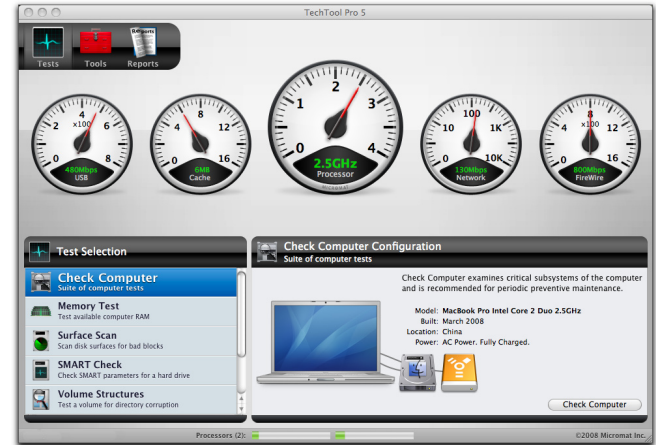 TechTool Pro 5
Tests
Tools
Reports
Reports
0 2 4 6 8
x100
480Mbps
USB
0 4 8 12 16
6MB
Cache
0 1 2 3 4
2.5GHz
Processor
MICROMAT
0 10 100 1K 10K
130Mbps
Network
0 4 8 12 16
x100
800Mbps
FireWire
Test Selection
Check Computer
Suite of computer tests
Memory Test
Test available computer RAM
Surface Scan
Scan disk surfaces for bad blocks
SMART Check
Check SMART parameters for a hard drive
Volume Structures
Test a volume for directory corruption
Check Computer Configuration
Suite of computer tests
Check Computer examines critical subsystems of the computer
and is recommended for periodic preventive maintenance.
Model: MacBook Pro Intel Core 2 Duo 2.5GHz
Built: March 2008
Location: China
Power: AC Power. Fully Charged.
Check Computer
Processors (2):
©2008 Micromat Inc.